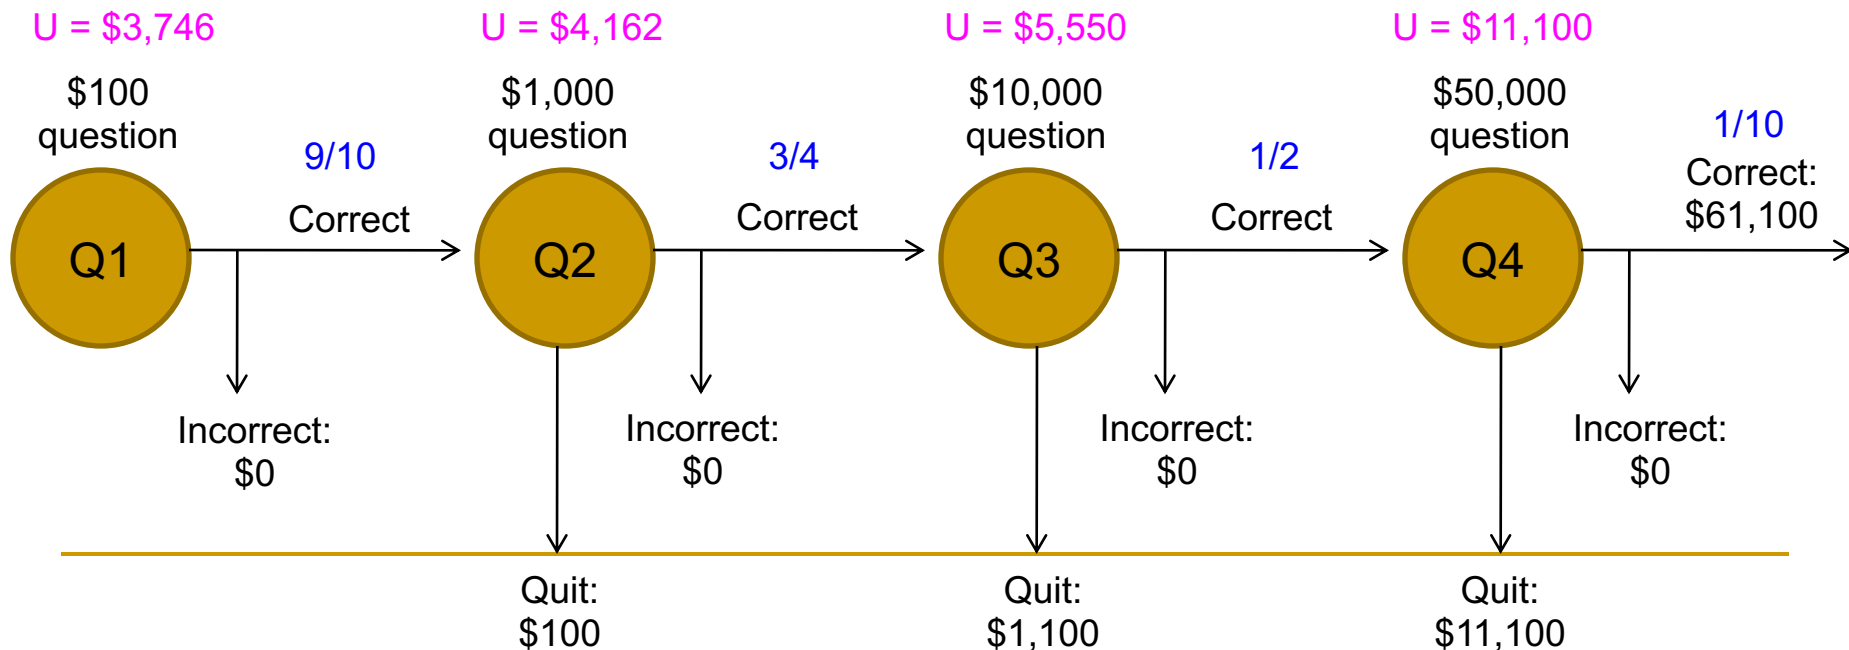 U = $3,746
U = $4,162
U = $5,550
U = $11,100
$100
question
$1,000
question
$10,000
question
$50,000
question
9/10
Correct
3/4
Correct
1/2
Correct
1/10
Correct:
$61,100
Q1
Q2
Q3
Q4
Incorrect:
$0
Incorrect:
$0
Incorrect:
$0
Incorrect:
$0
Quit:
$100
Quit:
$1,100
Quit:
$11,100